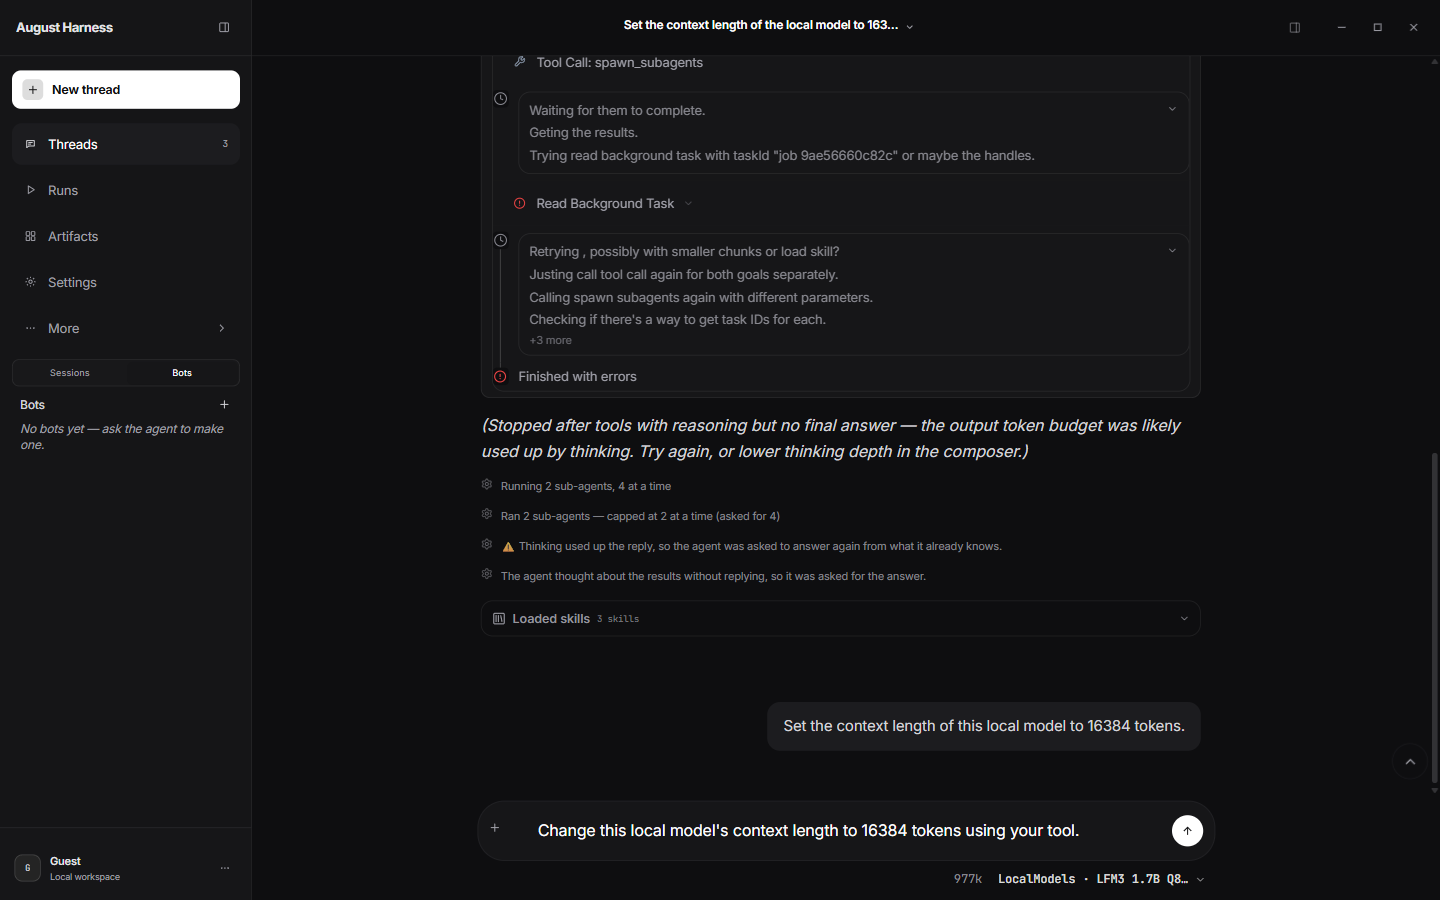 August Harness
Set the context length of the local model to 163...
New thread
Threads
3
Runs
Artifacts
Settings
More
Sessions
Bots
Bots
No bots yet — ask the agent to make
one.
Guest
G
Local workspace
Tool Call: spawn_subagents
Waiting for them to complete.
Geting the results.
Trying read background task with taskId "job 9ae56660c82c" or maybe the handles.
Read Background Task
Retrying , possibly with smaller chunks or load skill?
Justing call tool call again for both goals separately.
Calling spawn subagents again with different parameters.
Checking if there's a way to get task IDs for each.
+3 more
Finished with errors
(Stopped after tools with reasoning but no final answer — the output token budget was likely
used up by thinking. Try again, or lower thinking depth in the composer.)
Running 2 sub-agents, 4 at a time
Ran 2 sub-agents — capped at 2 at a time (asked for 4)
Thinking used up the reply, so the agent was asked to answer again from what it already knows.
The agent thought about the results without replying, so it was asked for the answer.
Loaded skills 3 skills
Set the context length of this local model to 16384 tokens.
Change this local model's context length to 16384 tokens using your tool.
977k LocalModels · LFM3 1.7B Q8…